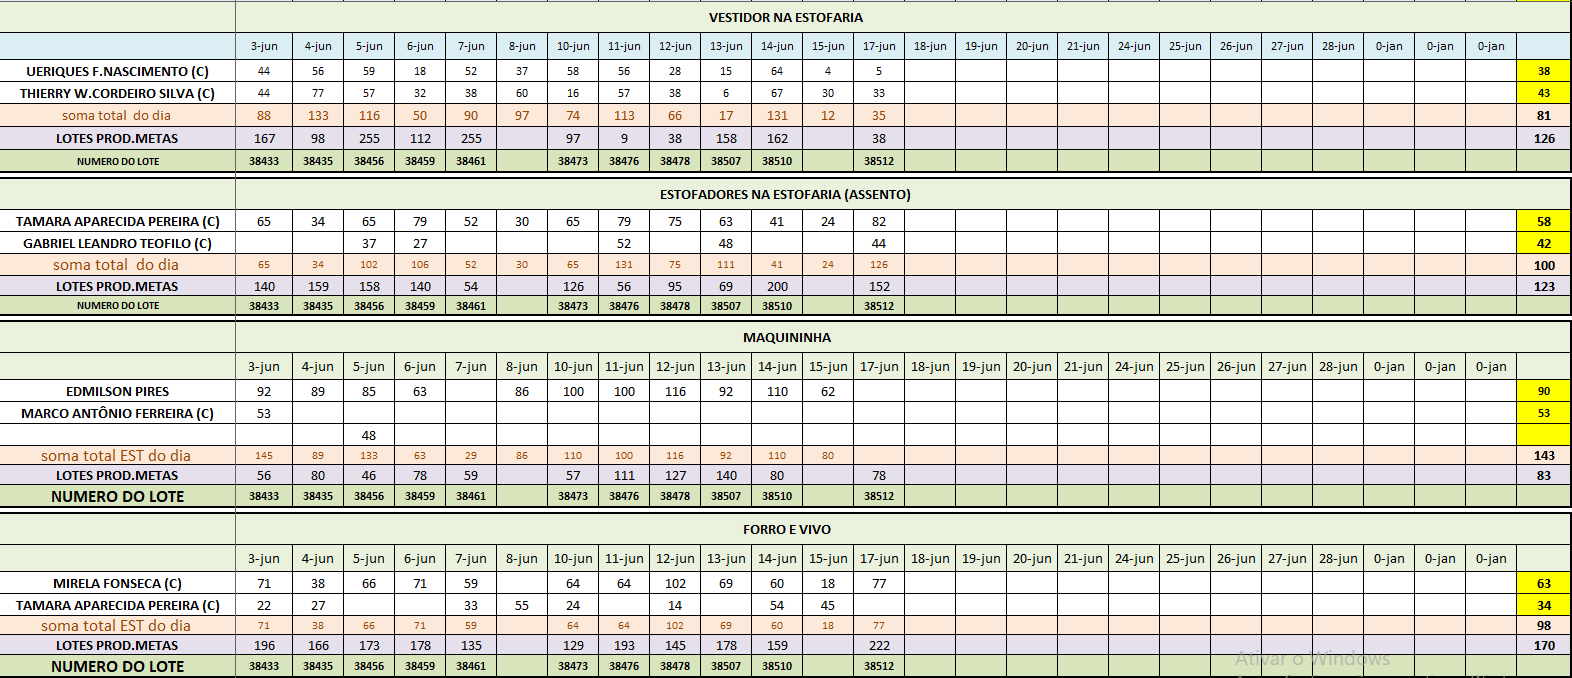 VESTIDOR NA ESTOFARIA
3-jun 4-jun 5-jun 6-jun 7-jun 8-jun 10-jun 11-jun 12-jun 13-jun 14-jun 15-jun 17-jun 18-jun 19-jun 20-jun 21-jun 24-jun 25-jun 26-jun 27-jun 28-jun 0-jan 0-jan 0-jan
UERIQUES F.NASCIMENTO (C) 44 56 59 18 52 37 58 56 28 15 64 4 5 38
THIERRY W.CORDEIRO SILVA (C) 44 77 57 32 38 60 16 57 38 6 67 30 33 43
soma total do dia 88 133 116 50 90 97 74 113 66 17 131 12 35 81
LOTES PROD.METAS 167 98 255 112 255 97 9 38 158 162 38 126
NUMERO DO LOTE 38433 38435 38456 38459 38461 38473 38476 38478 38507 38510 38512
ESTOFADORES NA ESTOFARIA (ASSENTO)
TAMARA APARECIDA PEREIRA (C) 65 34 65 79 52 30 65 79 75 63 41 24 82 58
GABRIEL LEANDRO TEOFILO (C) 37 27 52 48 44 42
soma total do dia 65 34 102 106 52 30 65 131 75 111 41 24 126 100
LOTES PROD.METAS 140 159 158 140 54 126 56 95 69 200 152 123
NUMERO DO LOTE 38433 38435 38456 38459 38461 38473 38476 38478 38507 38510 38512
MAQUININHA
3-jun 4-jun 5-jun 6-jun 7-jun 8-jun 10-jun 11-jun 12-jun 13-jun 14-jun 15-jun 17-jun 18-jun 19-jun 20-jun 21-jun 24-jun 25-jun 26-jun 27-jun 28-jun 0-jan 0-jan 0-jan
EDMILSON PIRES 92 89 85 63 86 100 100 116 92 110 62 90
MARCO ANTÔNIO FERREIRA (C) 53 53
48
soma total EST do dia 145 89 133 63 29 86 110 100 116 92 110 80 143
LOTES PROD.METAS 56 80 46 78 59 57 111 127 140 80 78 83
NUMERO DO LOTE 38433 38435 38456 38459 38461 38473 38476 38478 38507 38510 38512
FORRO E VIVO
3-jun 4-jun 5-jun 6-jun 7-jun 8-jun 10-jun 11-jun 12-jun 13-jun 14-jun 15-jun 17-jun 18-jun 19-jun 20-jun 21-jun 24-jun 25-jun 26-jun 27-jun 28-jun 0-jan 0-jan 0-jan
MIRELA FONSECA (C) 71 38 66 71 59 64 64 102 69 60 18 77 63
TAMARA APARECIDA PEREIRA (C) 22 27 33 55 24 14 54 45 34
soma total EST do dia 71 38 66 71 59 64 64 102 69 60 18 77 98
LOTES PROD.METAS 196 166 173 178 135 129 193 145 178 159 222 170
NUMERO DO LOTE 38433 38435 38456 38459 38461 38473 38476 38478 38507 38510 38512
Ativar o Windows